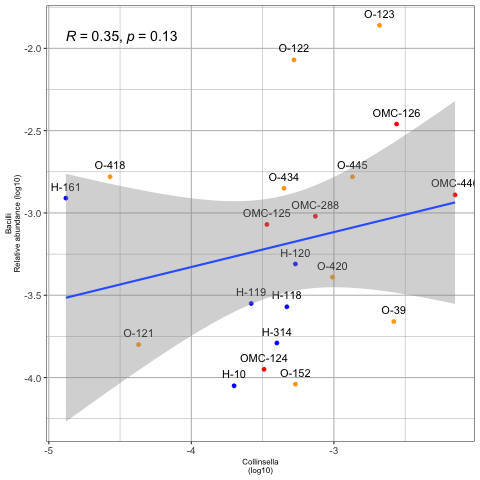 R = 0.35, p = 0.13
O-123
O-122
OMC-126
O-418
O-445
H-161
O-434
OMC-446
OMC-125
OMC-288
H-120
O-420
H-119
H-118
O-39
O-121
H-314
OMC-124
H-10
O-152
-2.0
-2.5
-3.0
-3.5
-4.0
-5
-4
-3
Bacilli
Relative abundance (log10)
Collinsella
(log10)